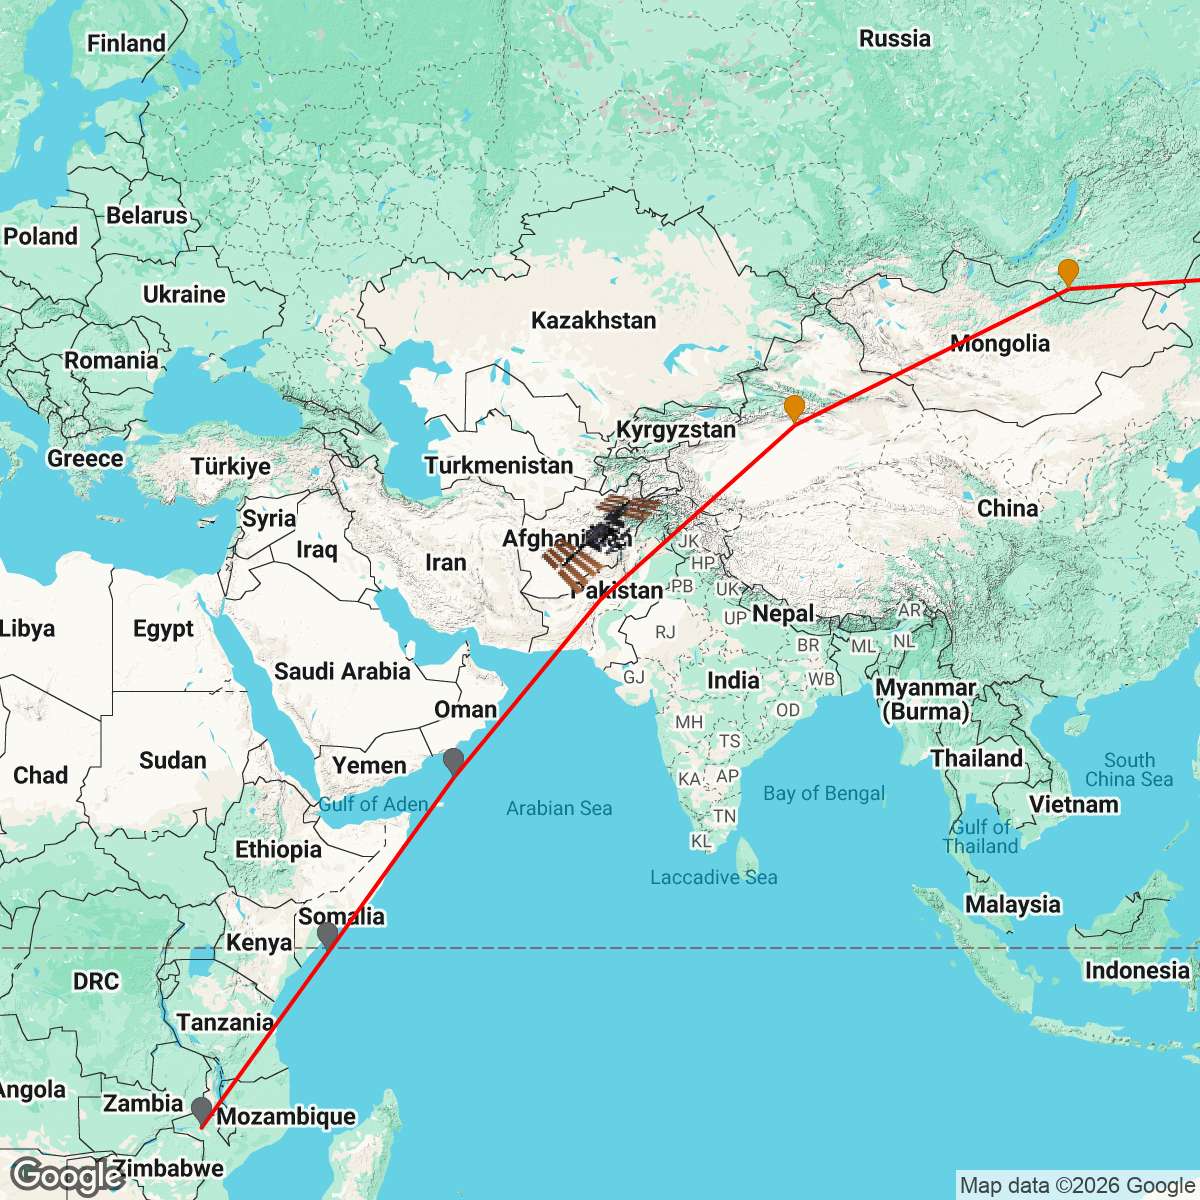 Finland
Russia
Belarus
Poland
Ukraine
Kazakhstan
Mongolia
Romania
Kyrgyzstan
Greece
Türkiye
Turkmenistan
Syria
China
Iraq
Iran
JK
HP
Pakistan
PB
UK
Nepal
AR
UP
Libya
Egypt
RJ
BR
ML
NL
Saudi Arabia
GJ
India
WB
Myanmar
(Burma)
Oman
OD
MH
TS
Sudan
Yemen
Thailand
South
China Sea
Chad
KA
AP
Gulf of Aden
Arabian Sea
Bay of Bengal
Vietnam
TN
Gulf of
Thailand
KL
Ethiopia
Laccadive Sea
Malaysia
Somalia
Kenya
DRC
Indonesia
Tanzania
Angola
Zambia
Mozambique
Zimbabwe
Google
Map data ©2026 Google